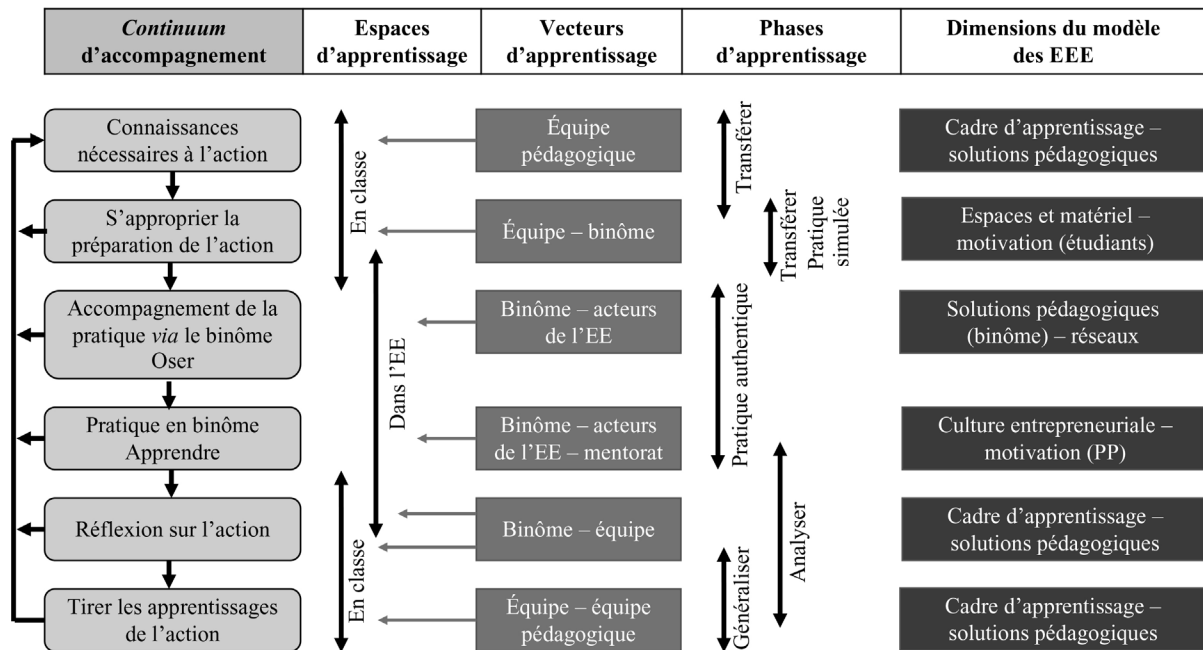 Continuum
d'accompagnement
Espaces
d'apprentissage
Vecteurs
d'apprentissage
Phases
d'apprentissage
Dimensions du modèle
des EEE
Connaissances
nécessaires à l'action
En classe
Équipe
pédagogique
Transférer
Cadre d'apprentissage –
solutions pédagogiques
S'approprier la
préparation de l'action
Équipe – binôme
Transférer
Pratique
simulée
Espaces et matériel –
motivation (étudiants)
Accompagnement de la
pratique via le binôme
Oser
Dans l'EE
Binôme – acteurs
de l'EE
Pratique authentique
Solutions pédagogiques
(binôme) – réseaux
Pratique en binôme
Apprendre
Binôme – acteurs
de l'EE – mentorat
Culture entrepreneuriale –
motivation (PP)
Réflexion sur l'action
En classe
Binôme – équipe
Analyser
Cadre d'apprentissage –
solutions pédagogiques
Tirer les apprentissages
de l'action
Équipe – équipe
pédagogique
Généraliser
Cadre d'apprentissage –
solutions pédagogiques